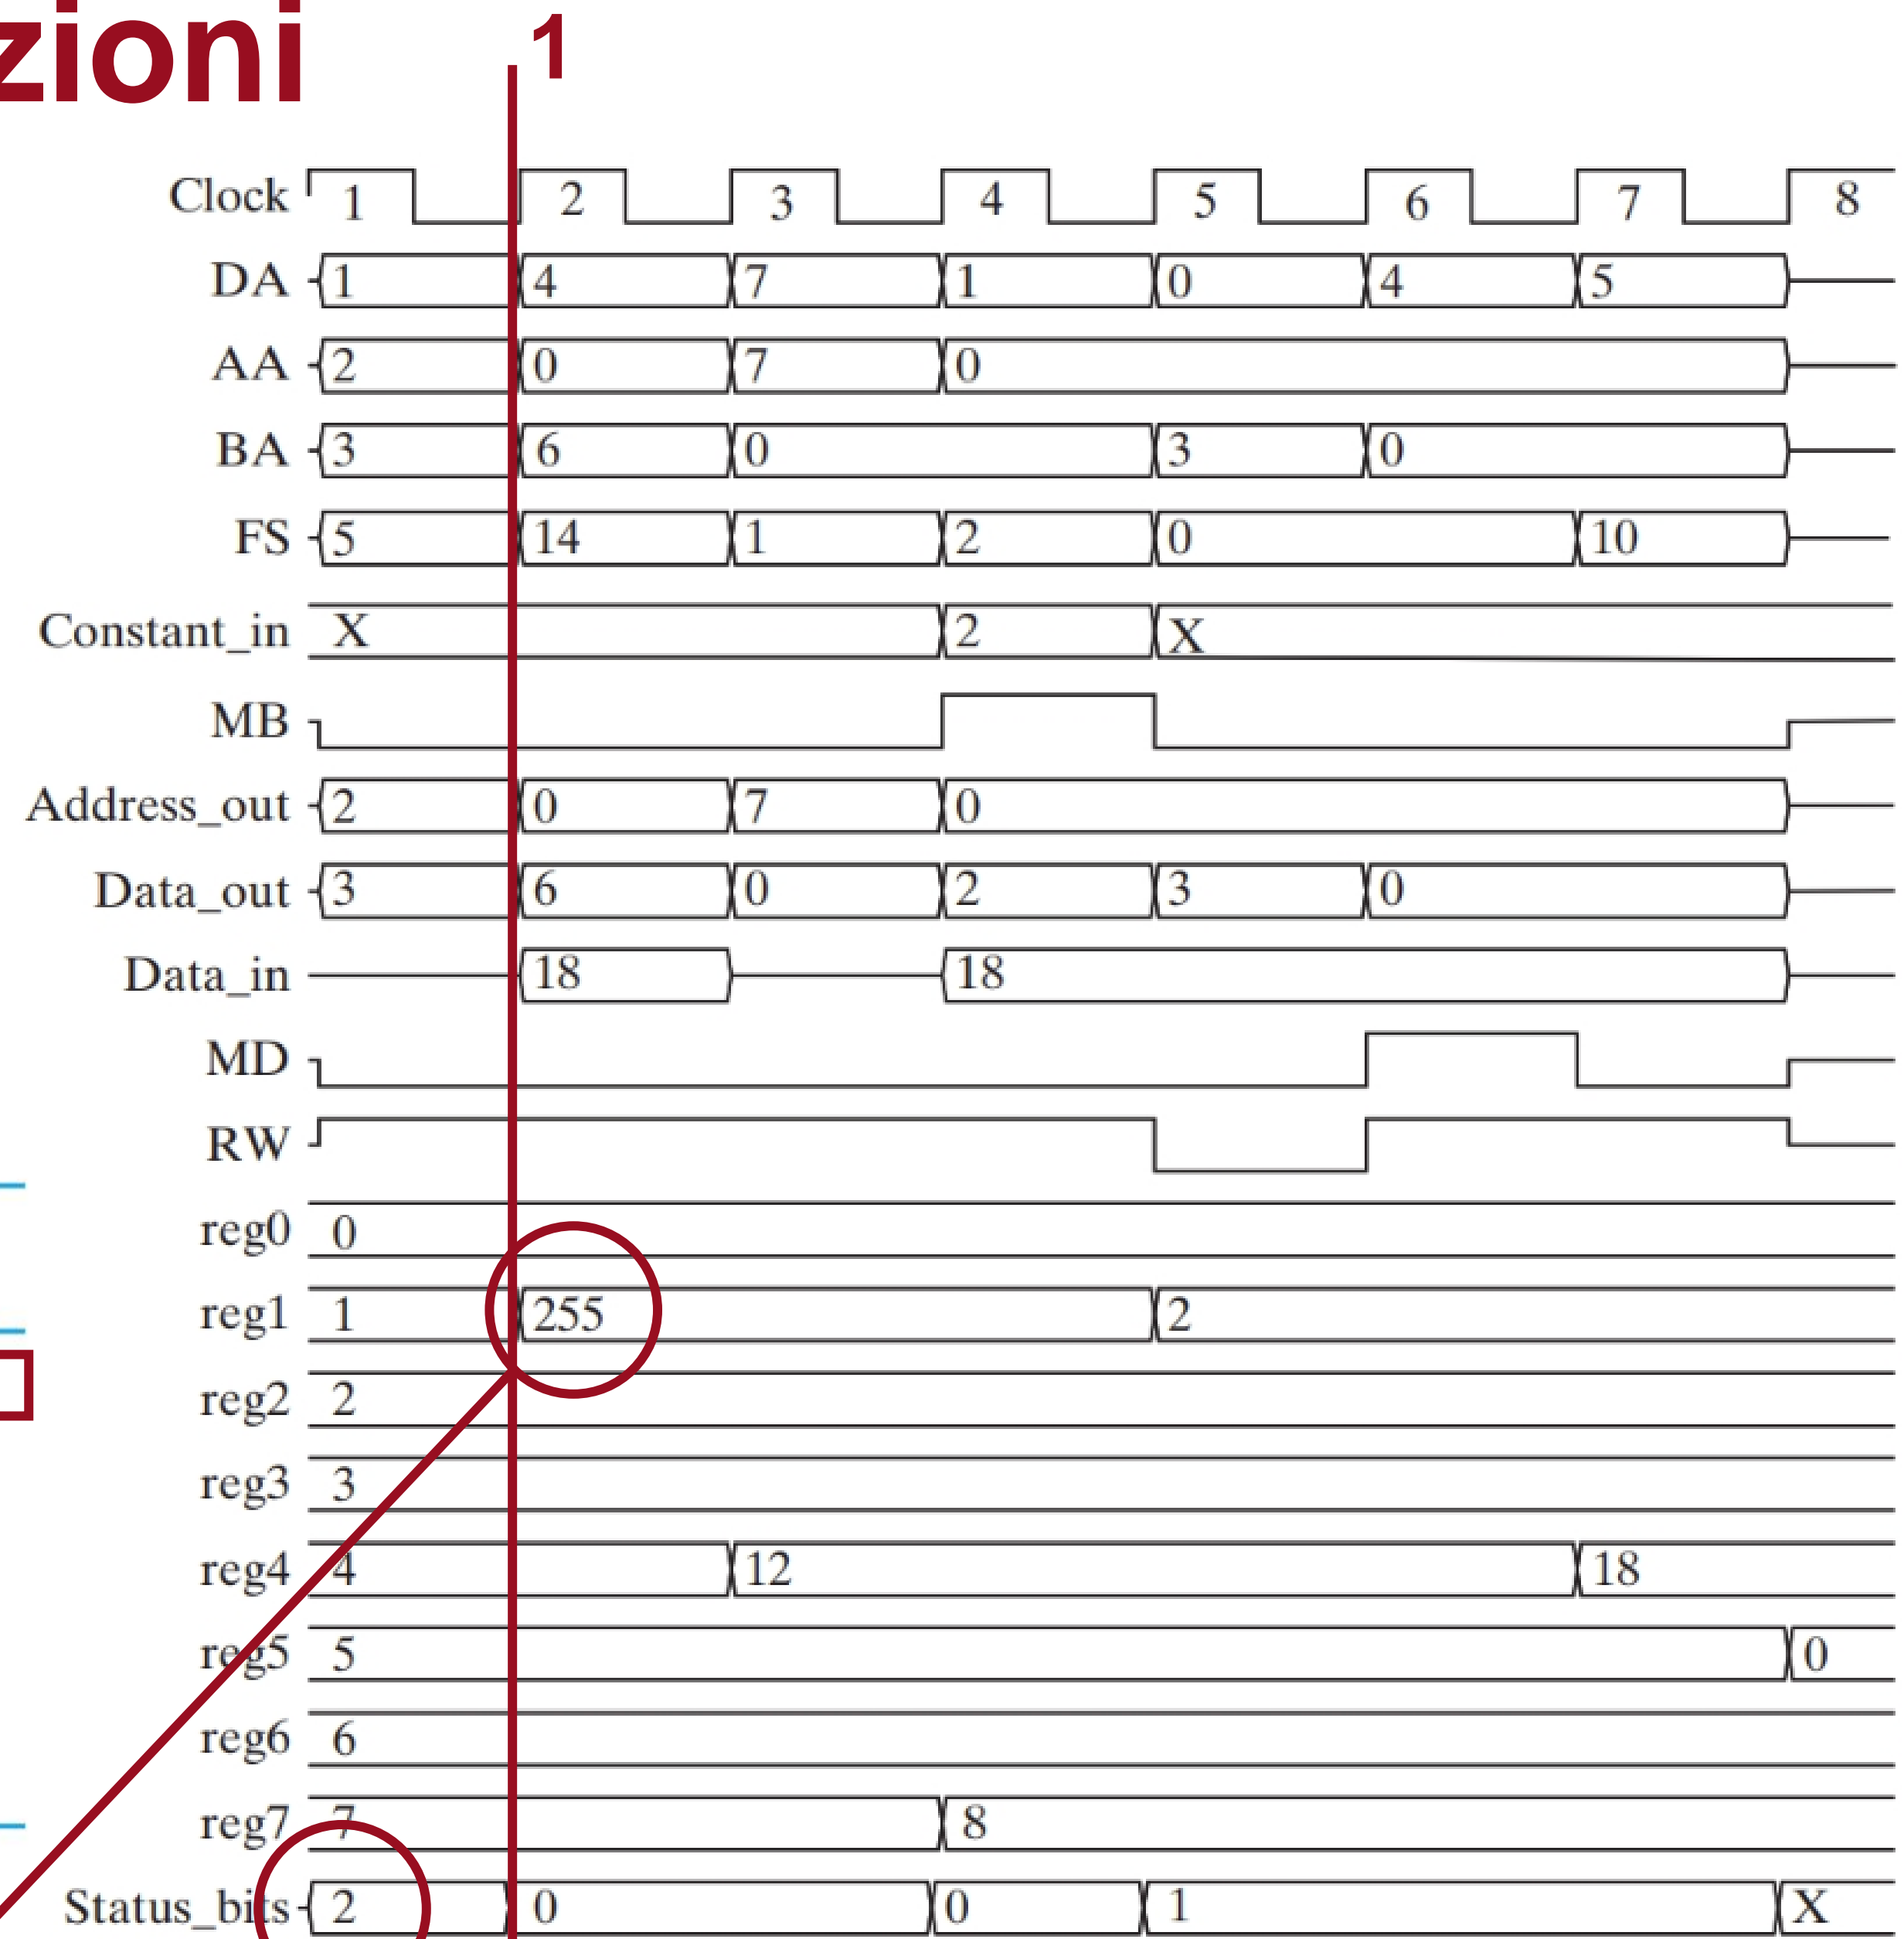 zioni
1
Clock 1 2 3 4 5 6 7 8
DA 1 4 7 1 0 4 5
AA 2 0 7 0
BA 3 6 0 3 0
FS 5 14 1 2 0 10
Constant_in X 2 X
MB
Address_out 2 0 7 0
Data_out 3 6 0 2 3 0
Data_in 18 18
MD
RW
reg0 0
reg1 1 255 2
reg2 2
reg3 3
reg4 4 12 18
reg5 5 0
reg6 6
reg7 7 8
Status_bits 2 0 0 1 X